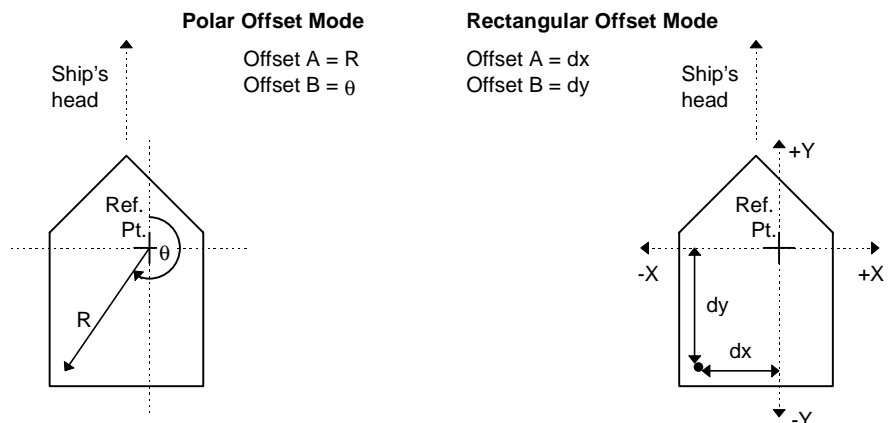 Polar Offset Mode
Offset A = R
Offset B = θ
Ship's
head
Ref.
Pt.
θ
R
Rectangular Offset Mode
Offset A = dx
Offset B = dy
Ship's
head
+Y
Ref.
Pt.
-X
+X
dy
dx
-Y